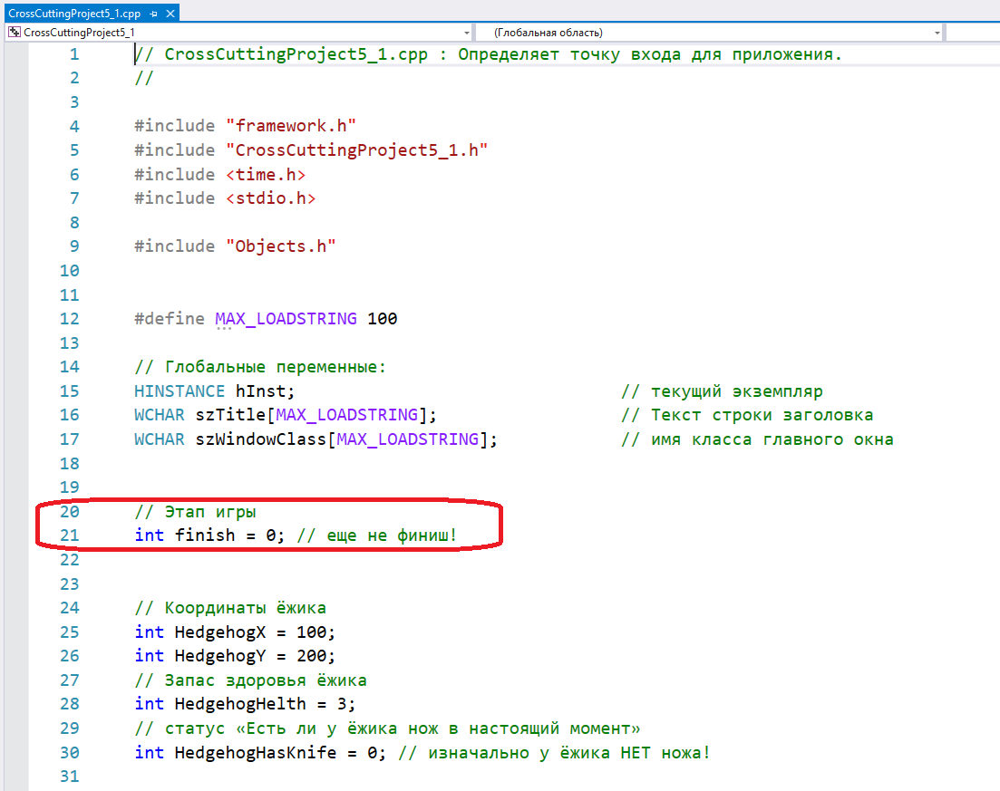 CrossCuttingProject5_1.cpp
CrossCuttingProject5_1 (Глобальная область)
1 // CrossCuttingProject5_1.cpp : Определяет точку входа для приложения.
2 //
3
4 #include "framework.h"
5 #include "CrossCuttingProject5_1.h"
6 #include <time.h>
7 #include <stdio.h>
8
9 #include "Objects.h"
10
11
12 #define MAX_LOADSTRING 100
13
14 // Глобальные переменные:
15 HINSTANCE hInst; // текущий экземпляр
16 WCHAR szTitle[MAX_LOADSTRING]; // Текст строки заголовка
17 WCHAR szWindowClass[MAX_LOADSTRING]; // имя класса главного окна
18
19
20 // Этап игры
21 int finish = 0; // еще не финиш!
22
23
24 // Координаты ёжика
25 int HedgehogX = 100;
26 int HedgehogY = 200;
27 // Запас здоровья ёжика
28 int HedgehogHelth = 3;
29 // статус «Есть ли у ёжика нож в настоящий момент»
30 int HedgehogHasKnife = 0; // изначально у ёжика НЕТ ножа!
31